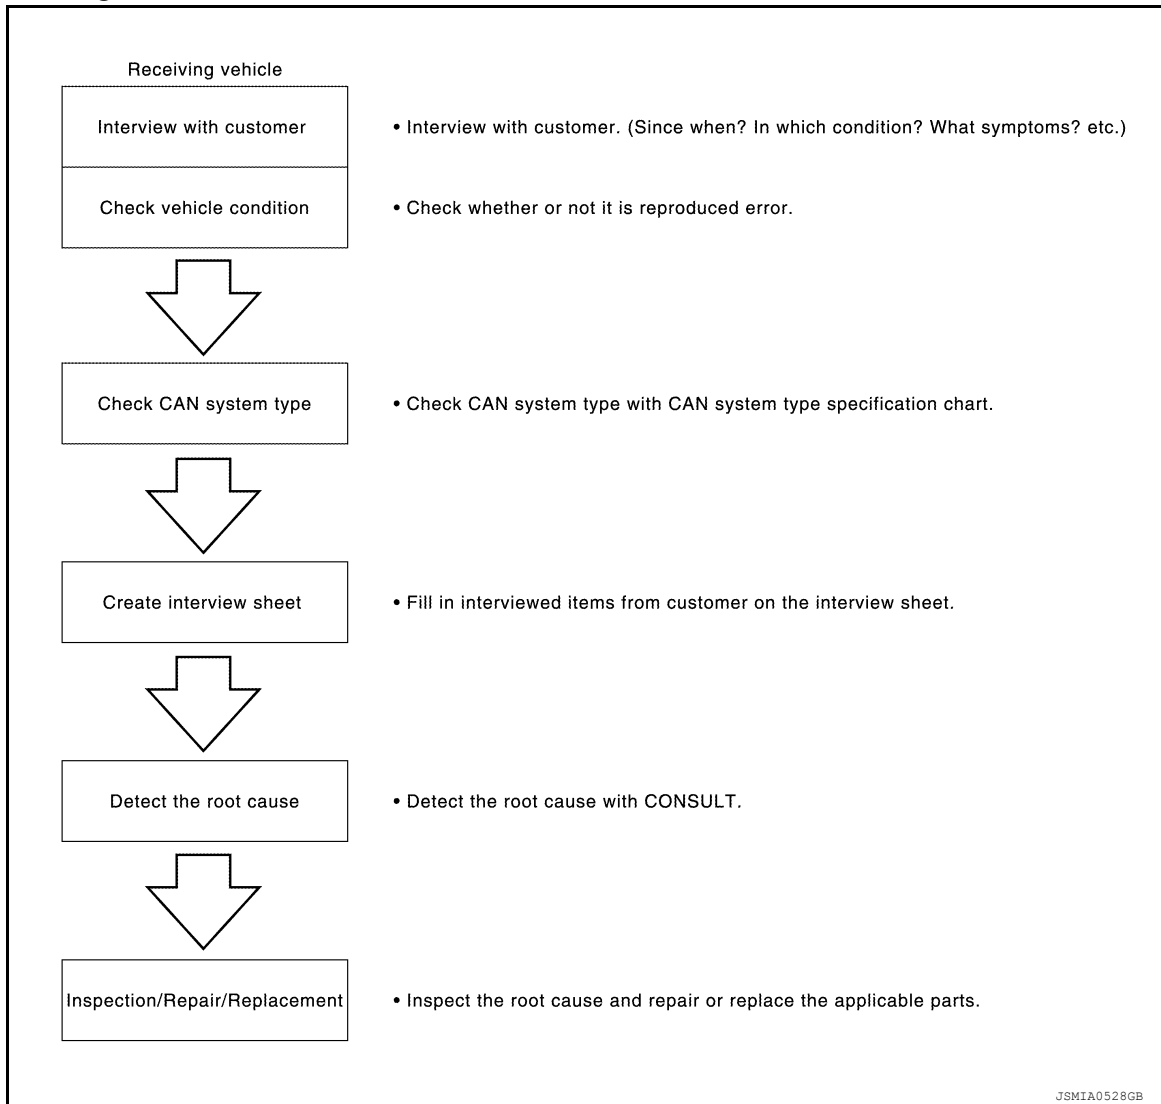 Receiving vehicle
Interview with customer
• Interview with customer. (Since when? In which condition? What symptoms? etc.)
Check vehicle condition
• Check whether or not it is reproduced error.
Check CAN system type
• Check CAN system type with CAN system type specification chart.
Create interview sheet
• Fill in interviewed items from customer on the interview sheet.
Detect the root cause
• Detect the root cause with CONSULT.
Inspection/Repair/Replacement
• Inspect the root cause and repair or replace the applicable parts.
JSMIA0528GB